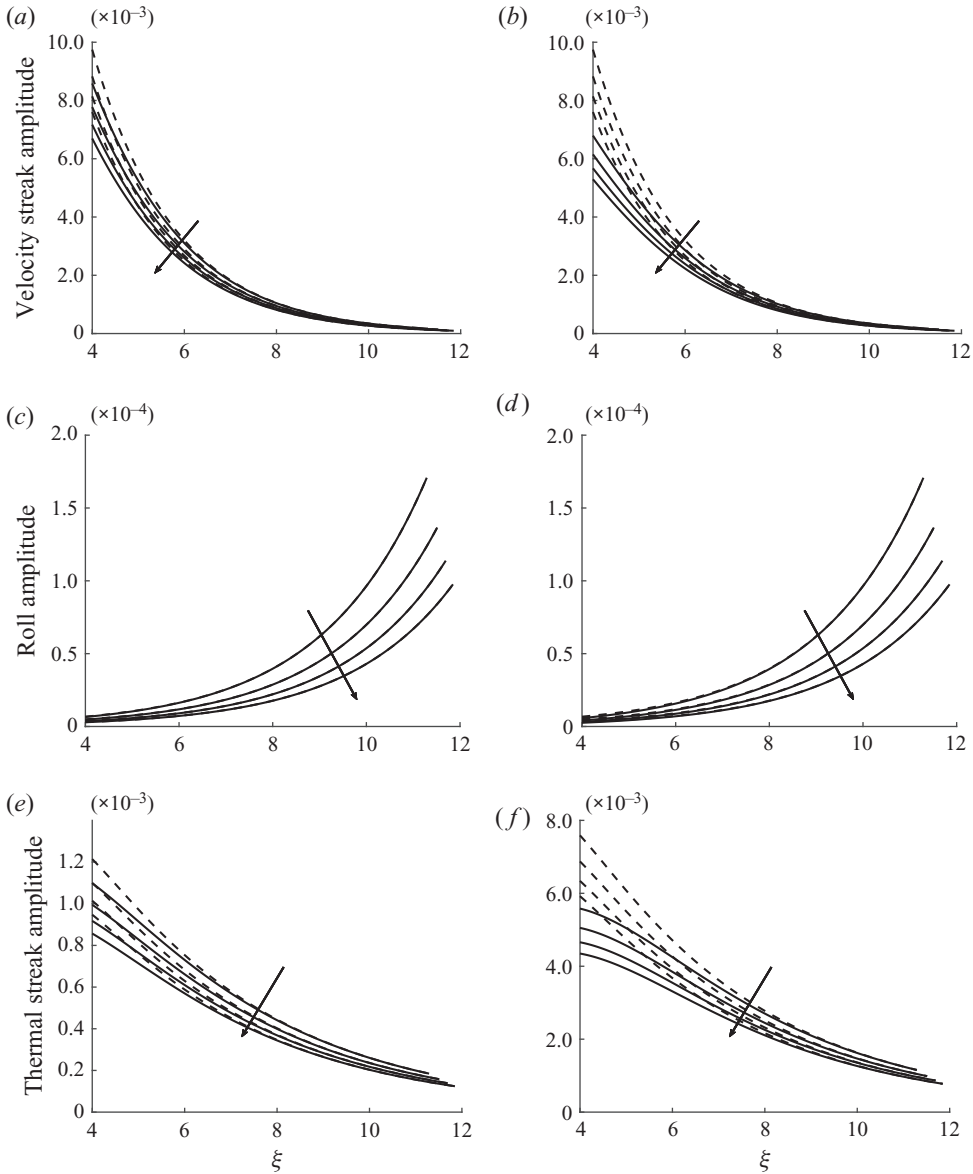 (a) (×10–3)
10.0
8.0
6.0
4.0
2.0
0
Velocity streak amplitude
4 6 8 10 12
(b) (×10–3)
10.0
8.0
6.0
4.0
2.0
0
4 6 8 10 12
(c) (×10–4)
2.0
1.5
1.0
0.5
0
Roll amplitude
4 6 8 10 12
(d) (×10–4)
2.0
1.5
1.0
0.5
0
4 6 8 10 12
(e) (×10–3)
1.2
1.0
0.8
0.6
0.4
0.2
0
Thermal streak amplitude
4 6 8 10 12
ξ
(f) (×10–3)
8.0
6.0
4.0
2.0
0
4 6 8 10 12
ξ